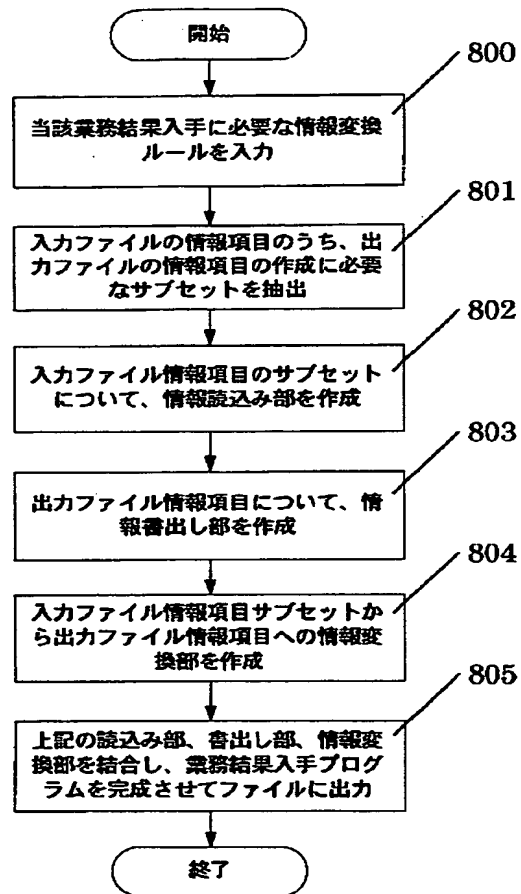 開始
800
当該業務結果入手に必要な情報変換
ルールを入力
801
入力ファイルの情報項目のうち、出
力ファイルの情報項目の作成に必要
なサブセットを抽出
802
入力ファイル情報項目のサブセット
について、情報読込み部を作成
803
出力ファイル情報項目について、情
報書出し部を作成
804
入力ファイル情報項目サブセットか
ら出力ファイル情報項目への情報変
換部を作成
805
上記の読込み部、書出し部、情報変
換部を結合し、業務結果入手プログ
ラムを完成させてファイルに出力
終了